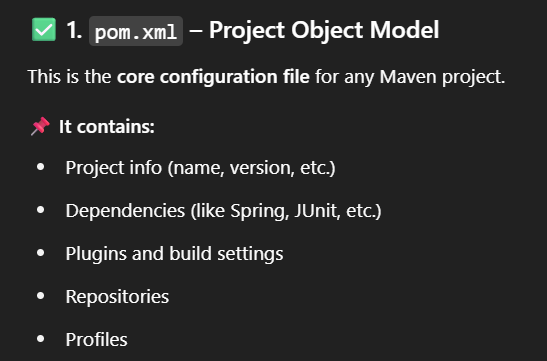 ✅ 1. pom.xml – Project Object Model
This is the core configuration file for any Maven project.
📌 It contains:
• Project info (name, version, etc.)
• Dependencies (like Spring, JUnit, etc.)
• Plugins and build settings
• Repositories
• Profiles